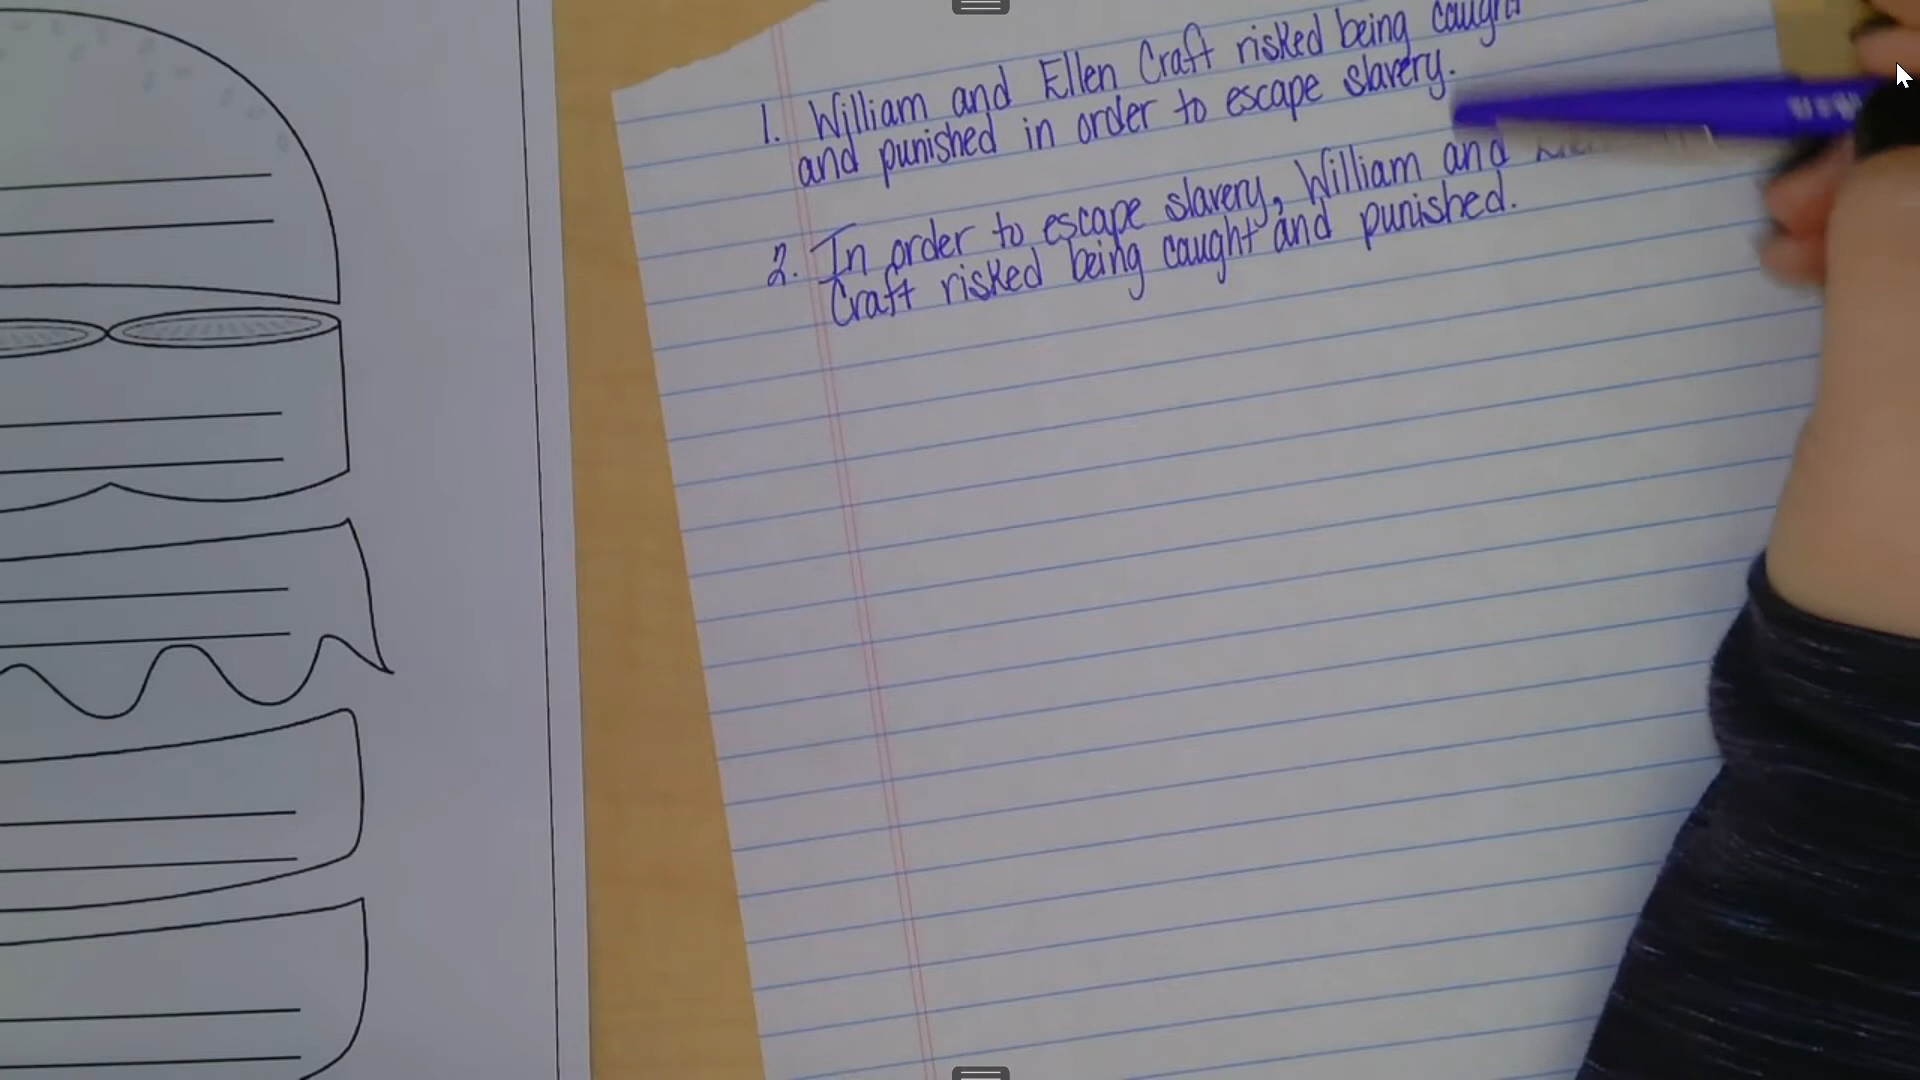 1. William and Ellen Craft risked being caught
and punished in order to escape slavery.
2. In order to escape slavery, William and
Craft risked being caught and punished.